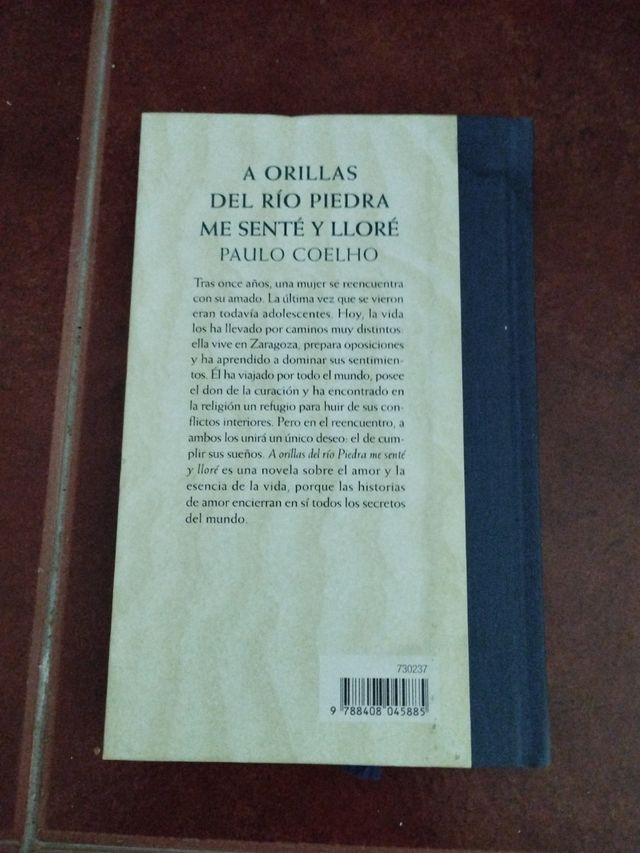 A ORILLAS
DEL RÍO PIEDRA
ME SENTÉ Y LLORÉ
PAULO COELHO
Tras once años, una mujer se reencuentra
con su amado. La última vez que se vieron
eran todavía adolescentes. Hoy, la vida
los ha llevado por caminos muy distintos:
ella vive en Zaragoza, prepara oposiciones
y ha aprendido a dominar sus sentimien-
tos. Él ha viajado por todo el mundo, posee
el don de la curación y ha encontrado en
la religión un refugio para huir de sus con-
flictos interiores. Pero en el reencuentro, a
ambos los unirá un único deseo: el de cum-
plir sus sueños. A orillas del río Piedra me senté
y lloré es una novela sobre el amor y la
esencia de la vida, porque las historias
de amor encierran en sí todos los secretos
del mundo.
730237
9 788408 045885